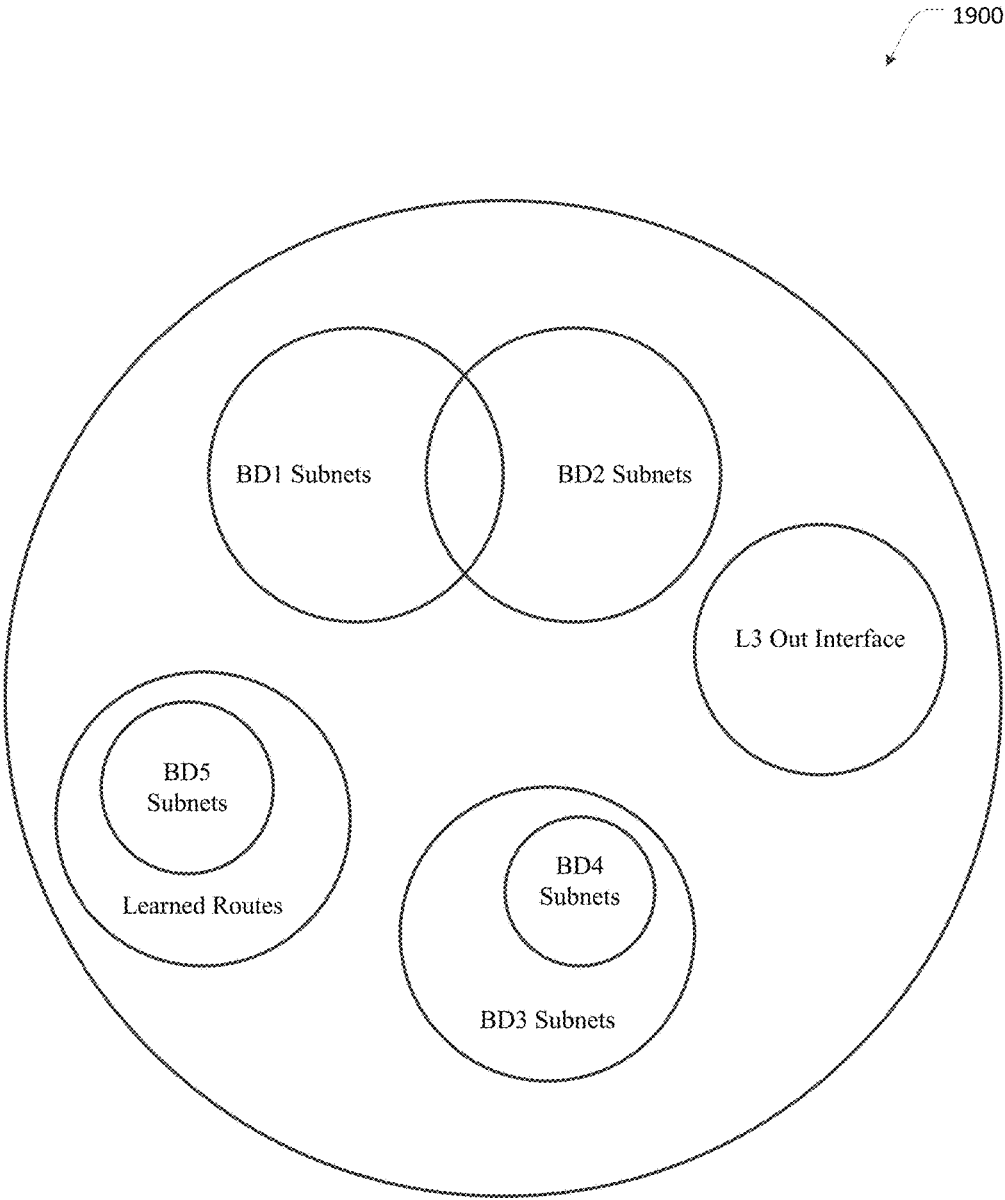 1900
BD1 Subnets
BD2 Subnets
L3 Out Interface
BD5
Subnets
Learned Routes
BD4
Subnets
BD3 Subnets